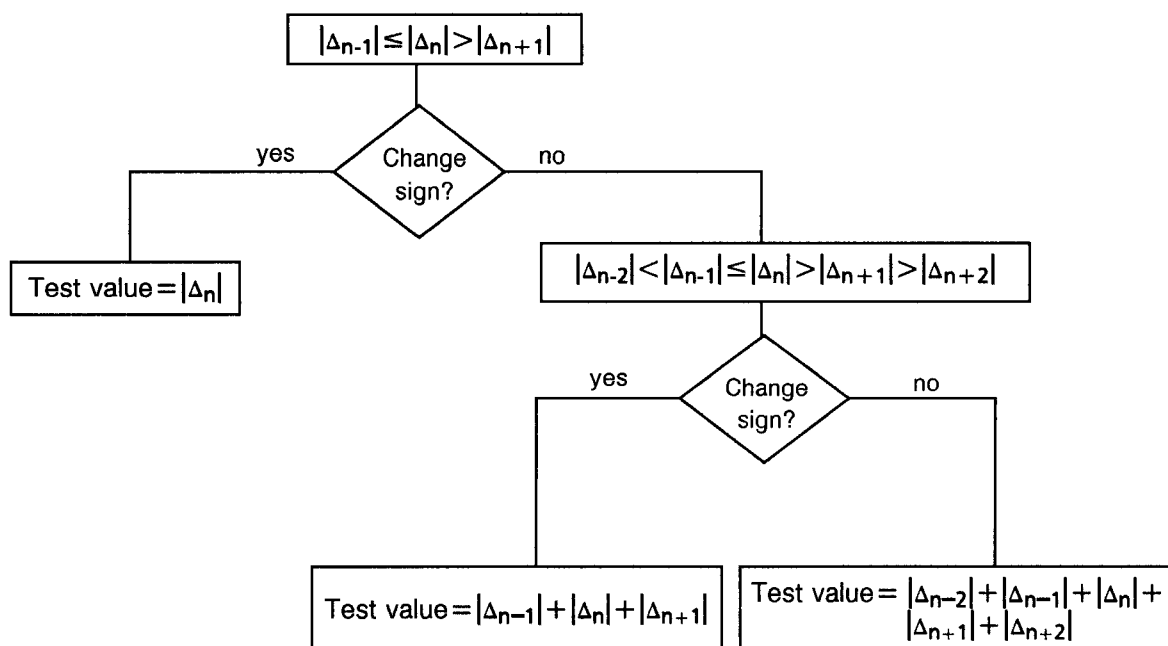 |Δn-1|≤|Δn|>|Δn+1|
yes
Change
sign?
no
Test value=|Δn|
|Δn-2|<|Δn-1|≤|Δn|>|Δn+1|>|Δn+2|
yes
Change
sign?
no
Test value=|Δn−1|+|Δn|+|Δn+1|
Test value= |Δn−2|+|Δn−1|+|Δn|+
|Δn+1|+|Δn+2|